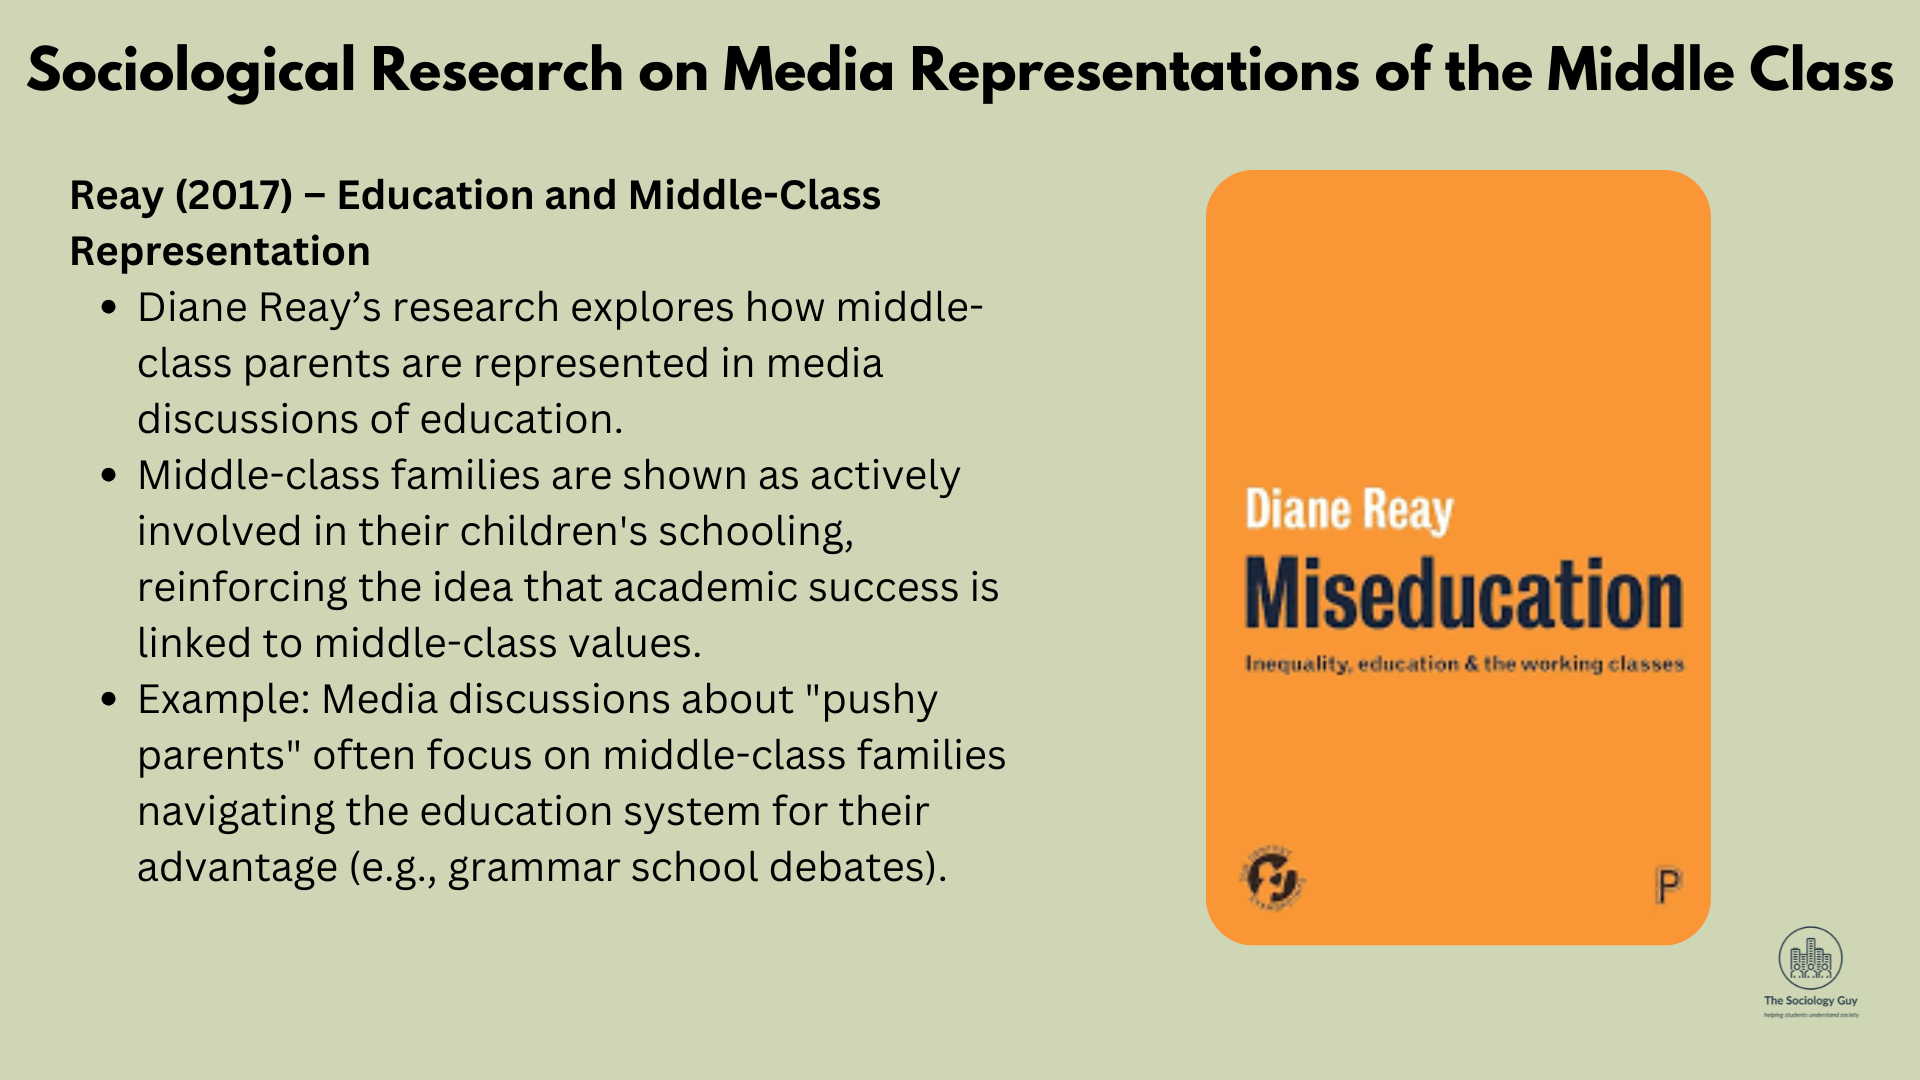 Sociological Research on Media Representations of the Middle Class
Reay (2017) – Education and Middle-Class
Representation
• Diane Reay’s research explores how middle-
class parents are represented in media
discussions of education.
• Middle-class families are shown as actively
involved in their children's schooling,
reinforcing the idea that academic success is
linked to middle-class values.
• Example: Media discussions about "pushy
parents" often focus on middle-class families
navigating the education system for their
advantage (e.g., grammar school debates).
Diane Reay
Miseducation
Inequality, education & the working classes
P
The Sociology Guy
helping students understand society